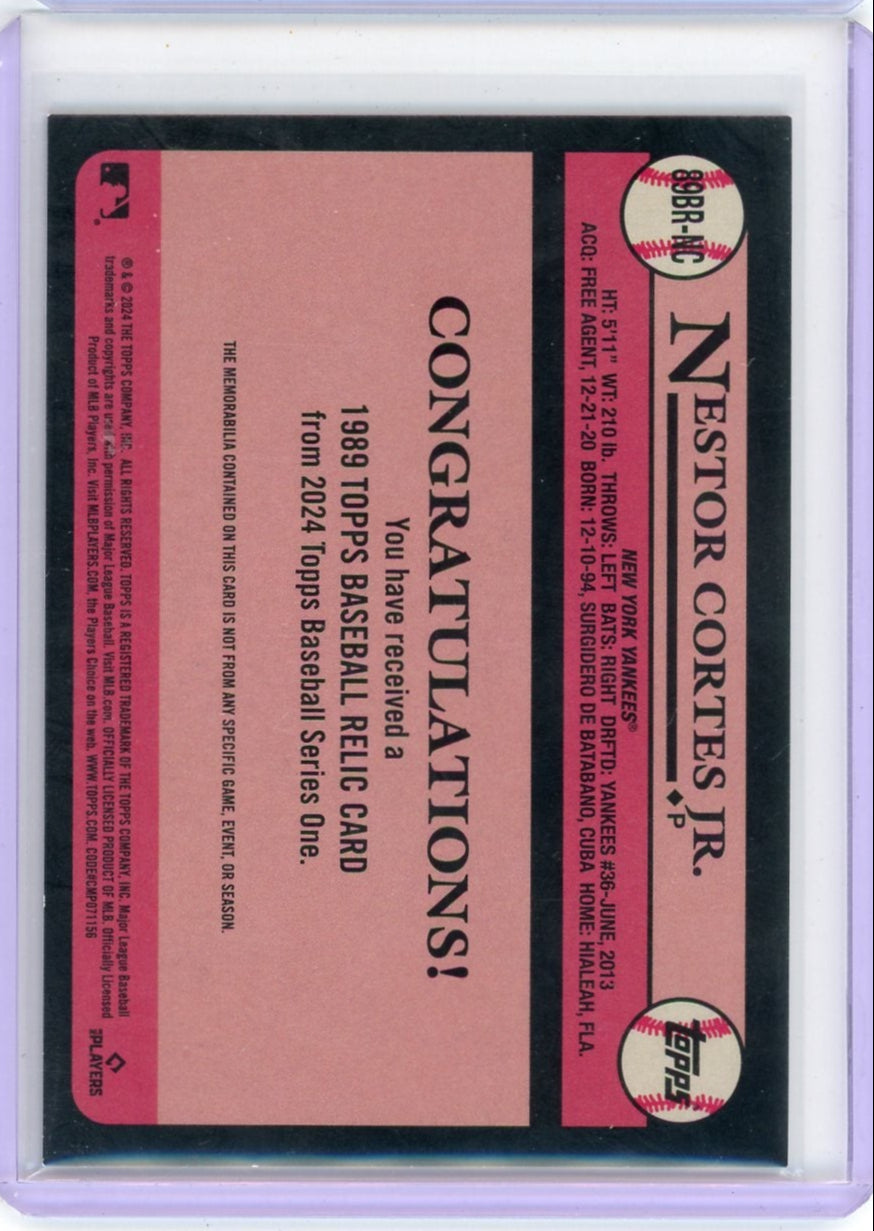 89BR-NC
NESTOR CORTES JR.
♦P
NEW YORK YANKEES®
HT: 5'11" WT: 210 lb. THROWS: LEFT BATS: RIGHT DRFTD: YANKEES #36-JUNE, 2013
ACQ: FREE AGENT, 12-21-20 BORN: 12-10-94, SURGIDERO DE BATABANO, CUBA HOME: HIALEAH, FLA.
topps
CONGRATULATIONS!
You have received a
1989 TOPPS BASEBALL RELIC CARD
from 2024 Topps Baseball Series One.
THE MEMORABILIA CONTAINED ON THIS CARD IS NOT FROM ANY SPECIFIC GAME, EVENT, OR SEASON.
® & © 2024 THE TOPPS COMPANY, INC. ALL RIGHTS RESERVED. TOPPS IS A REGISTERED TRADEMARK OF THE TOPPS COMPANY, INC. Major League Baseball
trademarks and copyrights are used with permission of Major League Baseball. Visit MLB.com. OFFICIALLY LICENSED PRODUCT OF MLB. Officially Licensed
Product of MLB Players, Inc. Visit MLBPLAYERS.COM, the Players Choice on the web. WWW.TOPPS.COM. CODE#CMP071156
PLAYERS